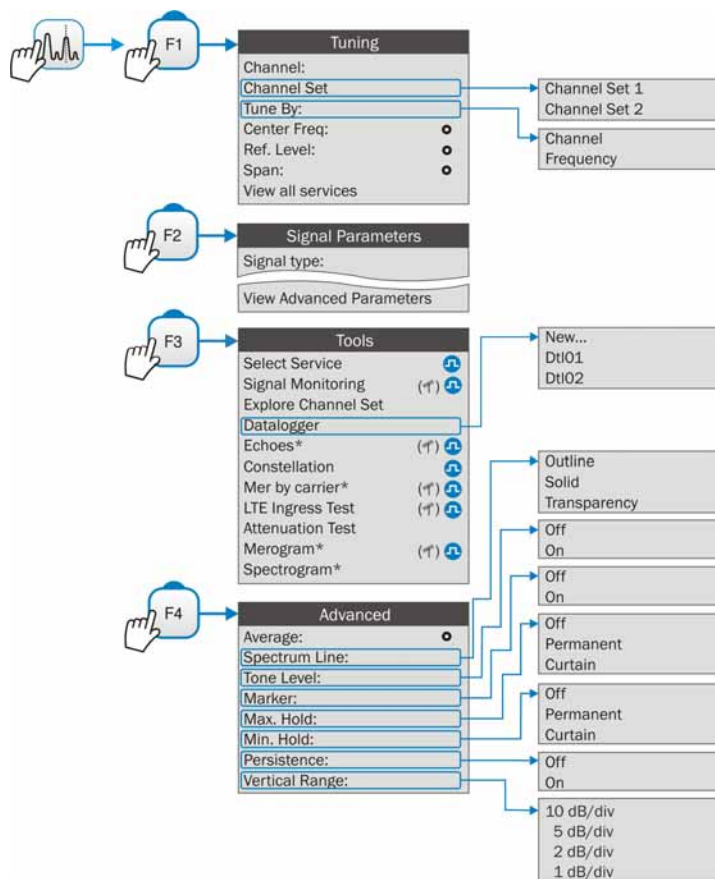 F1
Tuning
Channel:
Channel Set
Tune By:
Center Freq:
Ref. Level:
Span:
View all services
Channel Set 1
Channel Set 2
Channel
Frequency
F2
Signal Parameters
Signal type:
View Advanced Parameters
F3
Tools
Select Service
Signal Monitoring
Explore Channel Set
Datalogger
Echoes*
Constellation
Mer by carrier*
LTE Ingress Test
Attenuation Test
Merogram*
Spectrogram*
New...
Dtl01
Dtl02
Outline
Solid
Transparency
Off
On
Off
On
Off
Permanent
Curtain
Off
Permanent
Curtain
Off
On
10 dB/div
5 dB/div
2 dB/div
1 dB/div
F4
Advanced
Average:
Spectrum Line:
Tone Level:
Marker:
Max. Hold:
Min. Hold:
Persistence:
Vertical Range: